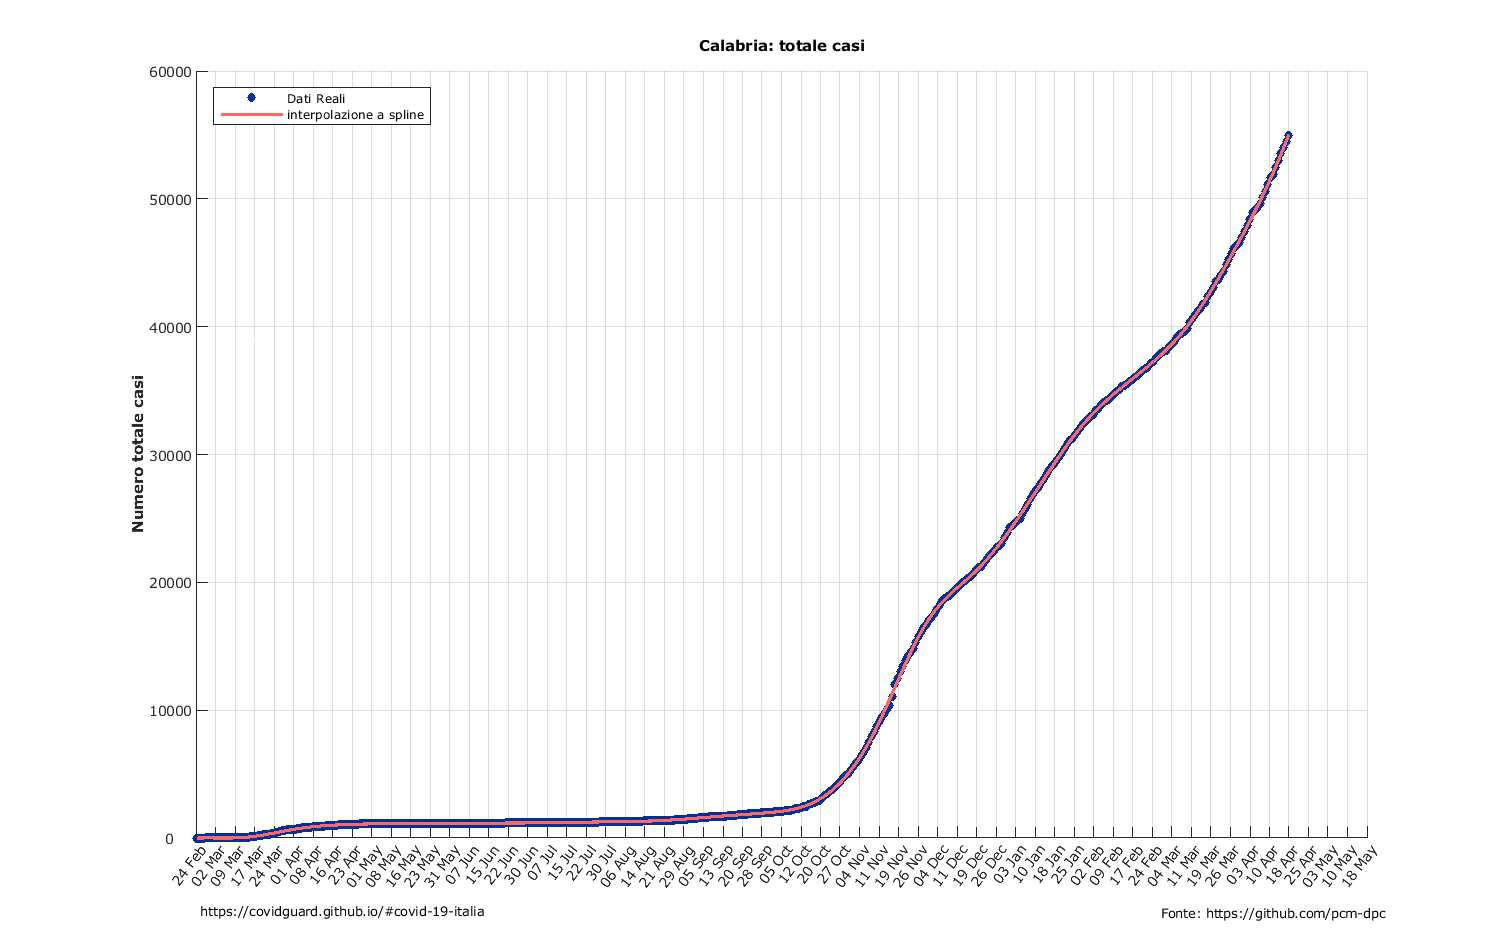 Calabria: totale casi
Dati Reali
interpolazione a spline
Numero totale casi
60000
50000
40000
30000
20000
10000
0
24 Feb
02 Mar
09 Mar
17 Mar
24 Mar
01 Apr
08 Apr
16 Apr
23 Apr
01 May
08 May
16 May
23 May
31 May
07 Jun
15 Jun
22 Jun
30 Jun
07 Jul
15 Jul
22 Jul
30 Jul
06 Aug
14 Aug
21 Aug
29 Aug
05 Sep
13 Sep
20 Sep
28 Sep
05 Oct
12 Oct
20 Oct
27 Oct
04 Nov
11 Nov
19 Nov
26 Nov
04 Dec
11 Dec
19 Dec
26 Dec
03 Jan
10 Jan
18 Jan
25 Jan
02 Feb
09 Feb
17 Feb
24 Feb
04 Mar
11 Mar
19 Mar
26 Mar
03 Apr
10 Apr
18 Apr
25 Apr
03 May
10 May
18 May
https://covidguard.github.io/#covid-19-italia
Fonte: https://github.com/pcm-dpc